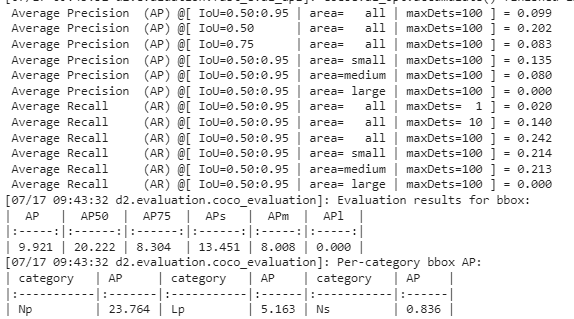 Average Precision (AP) @[ IoU=0.50:0.95 | area= all | maxDets=100 ] = 0.099
Average Precision (AP) @[ IoU=0.50 | area= all | maxDets=100 ] = 0.202
Average Precision (AP) @[ IoU=0.75 | area= all | maxDets=100 ] = 0.083
Average Precision (AP) @[ IoU=0.50:0.95 | area= small | maxDets=100 ] = 0.135
Average Precision (AP) @[ IoU=0.50:0.95 | area=medium | maxDets=100 ] = 0.080
Average Precision (AP) @[ IoU=0.50:0.95 | area= large | maxDets=100 ] = 0.000
Average Recall (AR) @[ IoU=0.50:0.95 | area= all | maxDets= 1 ] = 0.020
Average Recall (AR) @[ IoU=0.50:0.95 | area= all | maxDets= 10 ] = 0.140
Average Recall (AR) @[ IoU=0.50:0.95 | area= all | maxDets=100 ] = 0.242
Average Recall (AR) @[ IoU=0.50:0.95 | area= small | maxDets=100 ] = 0.214
Average Recall (AR) @[ IoU=0.50:0.95 | area=medium | maxDets=100 ] = 0.213
Average Recall (AR) @[ IoU=0.50:0.95 | area= large | maxDets=100 ] = 0.000
[07/17 09:43:32 d2.evaluation.coco_evaluation]: Evaluation results for bbox:
| AP | AP50 | AP75 | APs | APm | APl |
|:-----:|:------:|:------:|:------:|:-----:|:-----:|
| 9.921 | 20.222 | 8.304 | 13.451 | 8.008 | 0.000 |
[07/17 09:43:32 d2.evaluation.coco_evaluation]: Per-category bbox AP:
| category | AP | category | AP | category | AP |
|:-----------|:-------|:-----------|:------|:-----------|:------|
| Np | 23.764 | Lp | 5.163 | Ns | 0.836 |